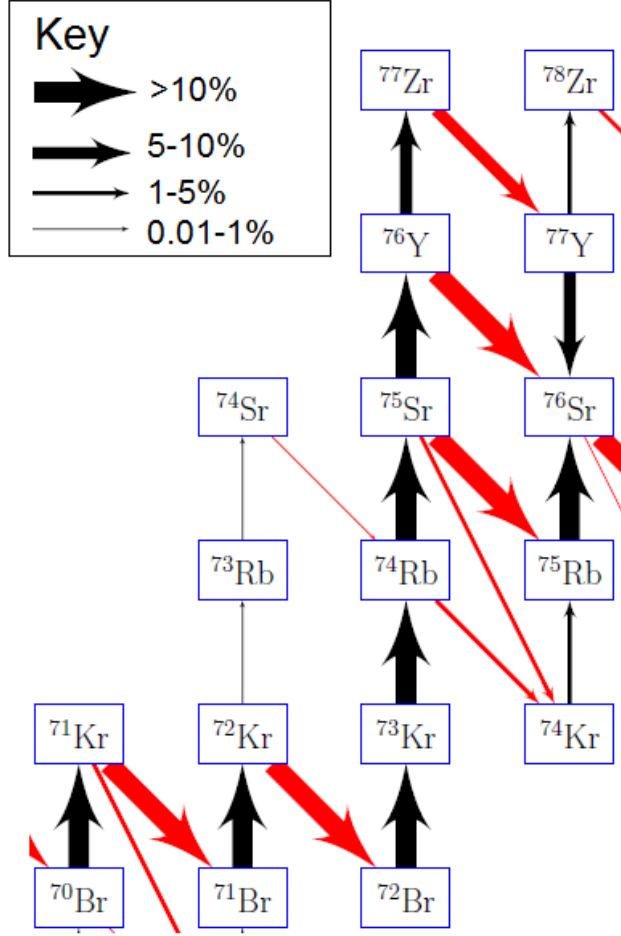 Key
>10%
5-10%
1-5%
0.01-1%
⁷⁷Zr ⁷⁸Zr
⁷⁶Y ⁷⁷Y
⁷⁴Sr ⁷⁵Sr ⁷⁶Sr
⁷³Rb ⁷⁴Rb ⁷⁵Rb
⁷¹Kr ⁷²Kr ⁷³Kr ⁷⁴Kr
⁷⁰Br ⁷¹Br ⁷²Br